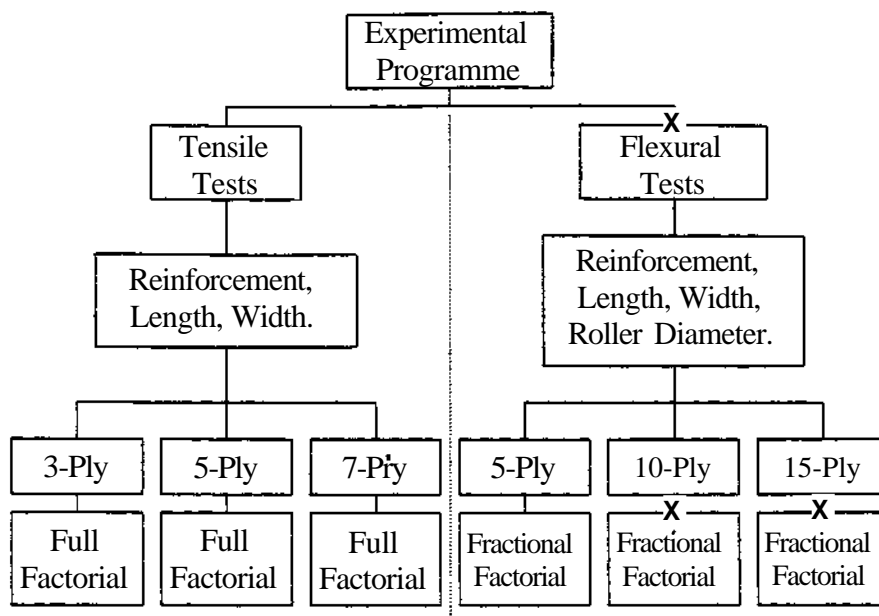 Experimental
Programme
X
Tensile
Tests
Flexural
Tests
Reinforcement,
Length, Width.
Reinforcement,
Length, Width,
Roller Diameter.
3-Ply
5-Ply
7-Pry
5-Ply
10-Ply
15-Ply
X
X
Full
Factorial
Full
Factorial
Full
Factorial
Fractional
Factorial
Fractional
Factorial
Fractional
Factorial